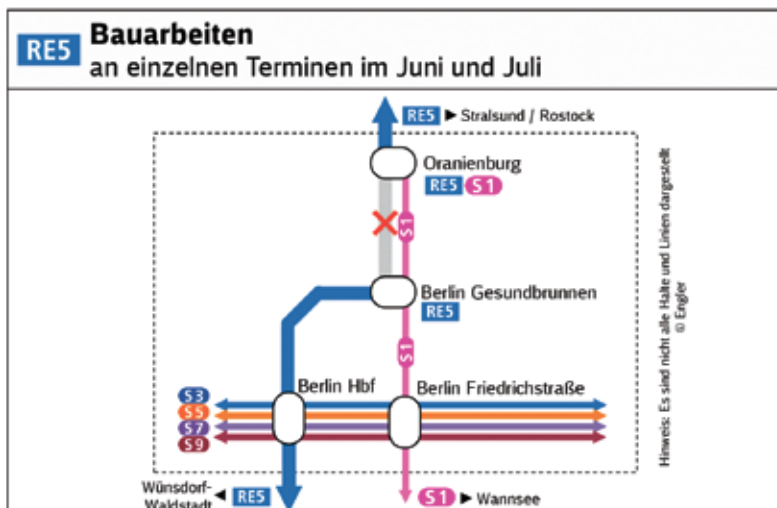 RE5 Bauarbeiten
an einzelnen Terminen im Juni und Juli
RE5 ► Stralsund / Rostock
Oranienburg
RE5 S1
S1
Berlin Gesundbrunnen
RE5
S1
Berlin Hbf
Berlin Friedrichstraße
S3
S5
S7
S9
Wünsdorf-
Waldstadt ◄ RE5
S1 ► Wannsee
Hinweis: Es sind nicht alle Halte und Linien dargestellt
© Engler